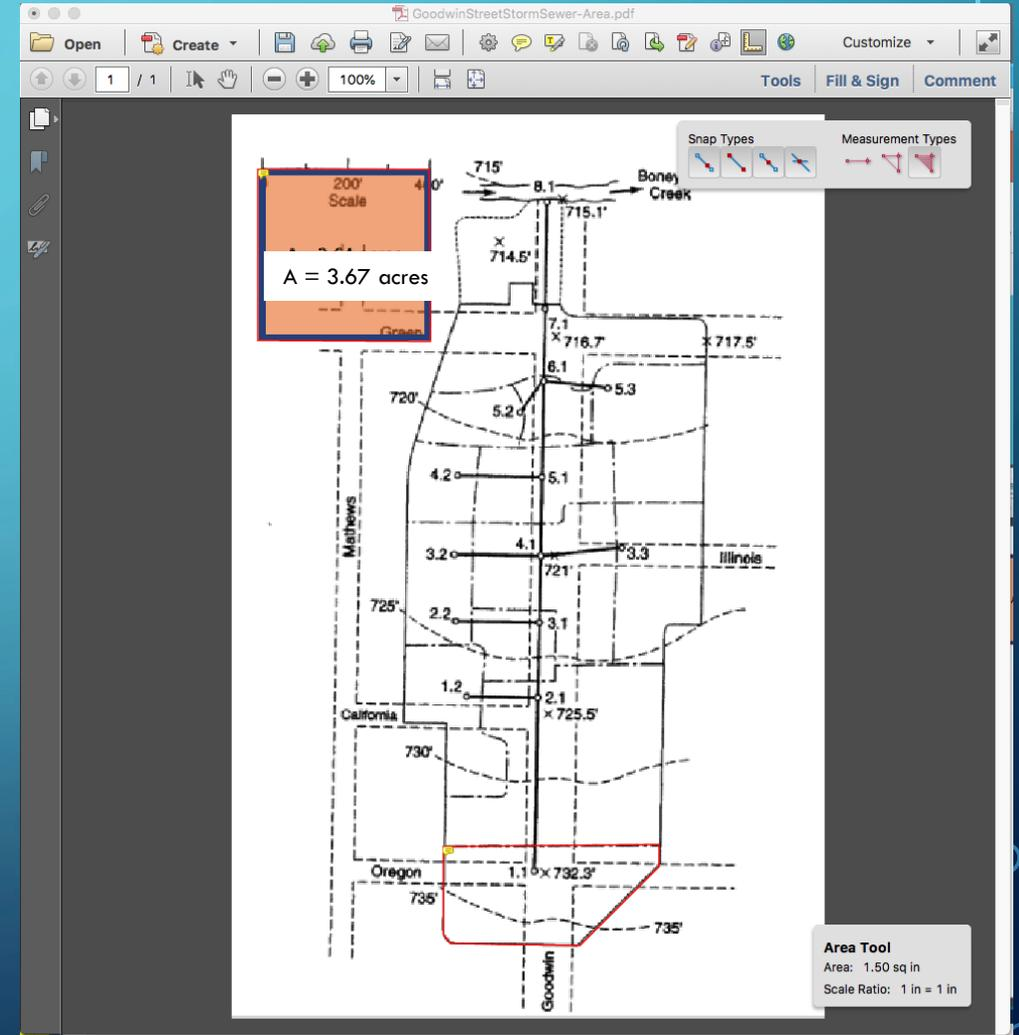 GoodwinStreetStormSewer-Area.pdf
Open Create Customize
1 / 1 100% Tools Fill & Sign Comment
Snap Types Measurement Types
200'
Scale
A = 3.67 acres
Green
715'
8.1
Boney
Creek
715.1'
714.5'
7.1
716.7'
717.5'
6.1
5.3
720'
5.2
4.2
5.1
Mathews
4.1
3.2
3.3
Illinois
721'
725'
2.2
3.1
1.2
2.1
California
725.5'
730'
Oregon
1.1
732.3'
735'
735'
Goodwin
Area Tool
Area: 1.50 sq in
Scale Ratio: 1 in = 1 in